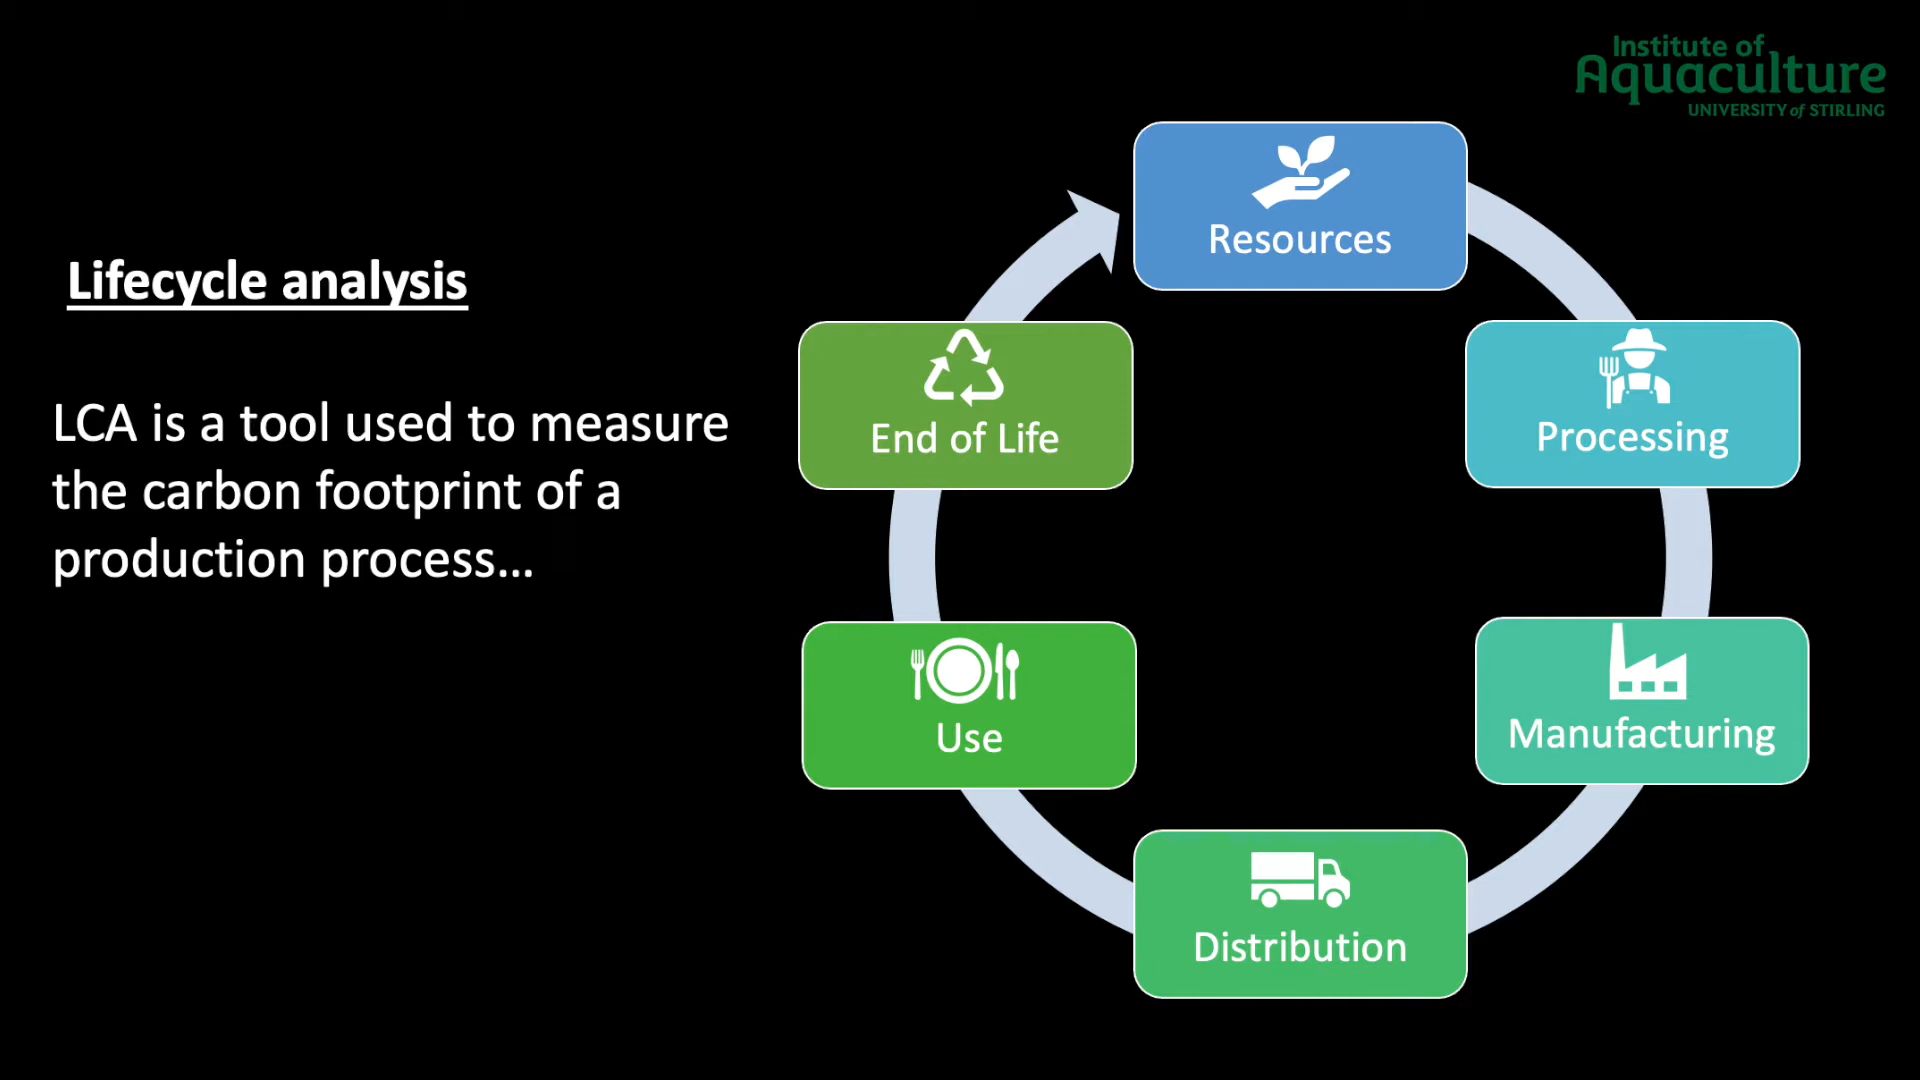 Institute of
Aquaculture
UNIVERSITY of STIRLING
Lifecycle analysis
LCA is a tool used to measure
the carbon footprint of a
production process...
Resources
Processing
Manufacturing
Distribution
Use
End of Life